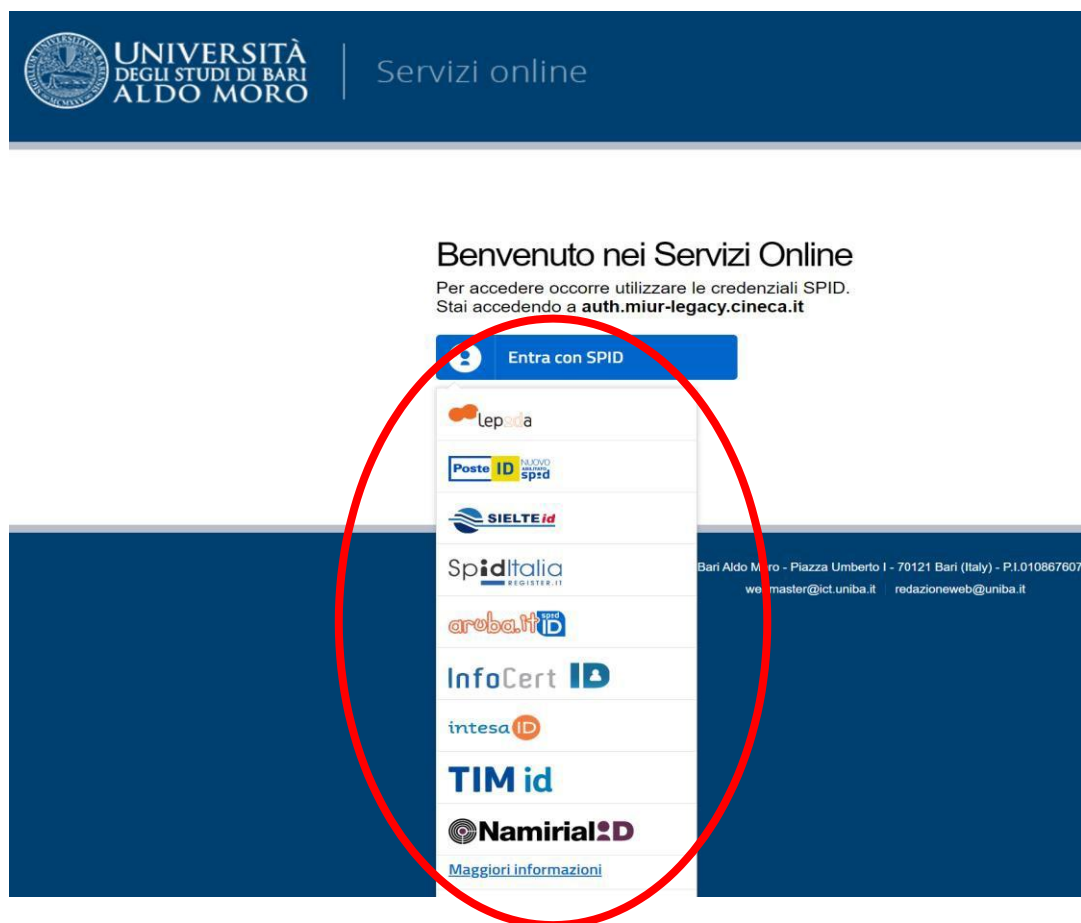 UNIVERSITÀ
DEGLI STUDI DI BARI
ALDO MORO
Servizi online
Benvenuto nei Servizi Online
Per accedere occorre utilizzare le credenziali SPID.
Stai accedendo a auth.miur-legacy.cineca.it
Entra con SPID
Lepida
Poste ID NUOVO spid
SIELTE id
SpidItalia
REGISTER.IT
aruba.it spid ID
InfoCert ID
intesa ID
TIM id
Namirial ID
Maggiori informazioni
Bari Aldo Moro - Piazza Umberto I - 70121 Bari (Italy) - P.I.010867607
webmaster@ict.uniba.it redazioneweb@uniba.it